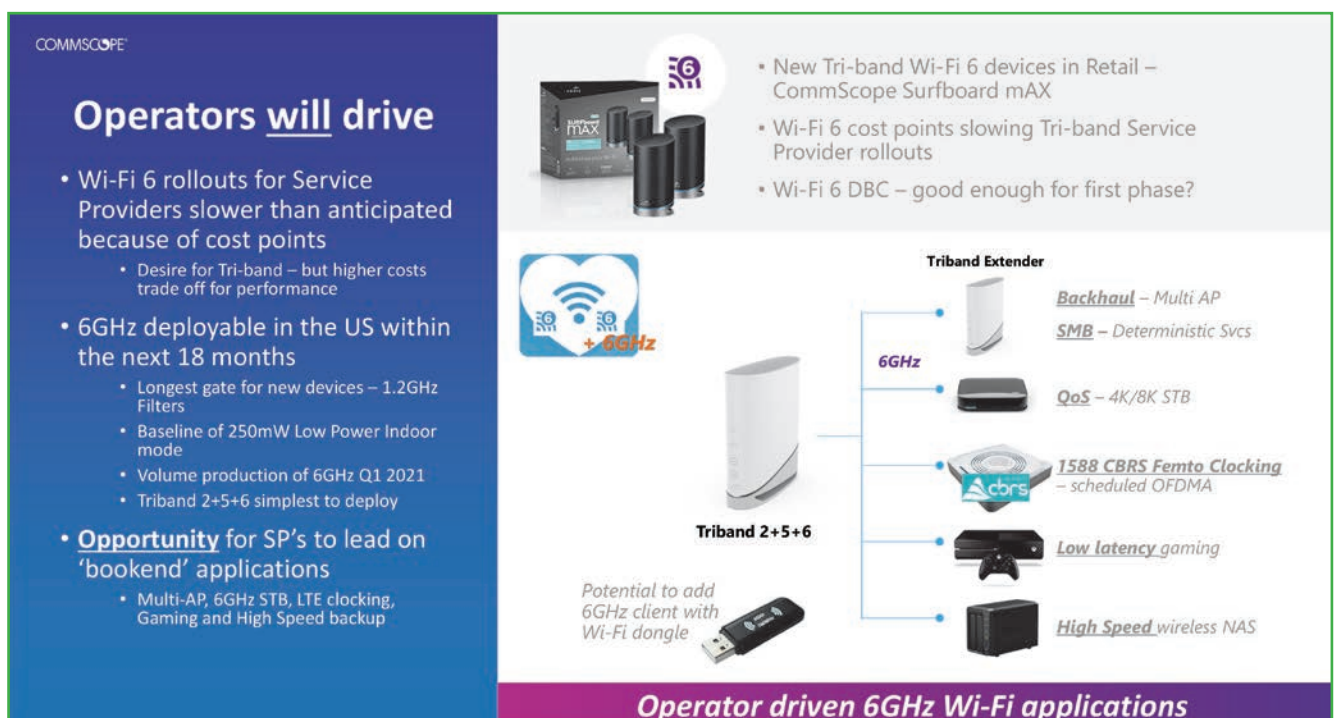 COMMSCOPE®
Operators will drive
• Wi-Fi 6 rollouts for Service
Providers slower than anticipated
because of cost points
• Desire for Tri-band – but higher costs
trade off for performance
• 6GHz deployable in the US within
the next 18 months
• Longest gate for new devices – 1.2GHz
Filters
• Baseline of 250mW Low Power Indoor
mode
• Volume production of 6GHz Q1 2021
• Triband 2+5+6 simplest to deploy
• Opportunity for SP's to lead on
'bookend' applications
• Multi-AP, 6GHz STB, LTE clocking,
Gaming and High Speed backup
6
SURFboard
mAX
• New Tri-band Wi-Fi 6 devices in Retail –
CommScope Surfboard mAX
• Wi-Fi 6 cost points slowing Tri-band Service
Provider rollouts
• Wi-Fi 6 DBC – good enough for first phase?
6
6
+ 6GHz
Triband 2+5+6
Potential to add
6GHz client with
Wi-Fi dongle
Triband Extender
6GHz
Backhaul – Multi AP
SMB – Deterministic Svcs
QoS – 4K/8K STB
cbrs
1588 CBRS Femto Clocking
– scheduled OFDMA
Low latency gaming
High Speed wireless NAS
Operator driven 6GHz Wi-Fi applications